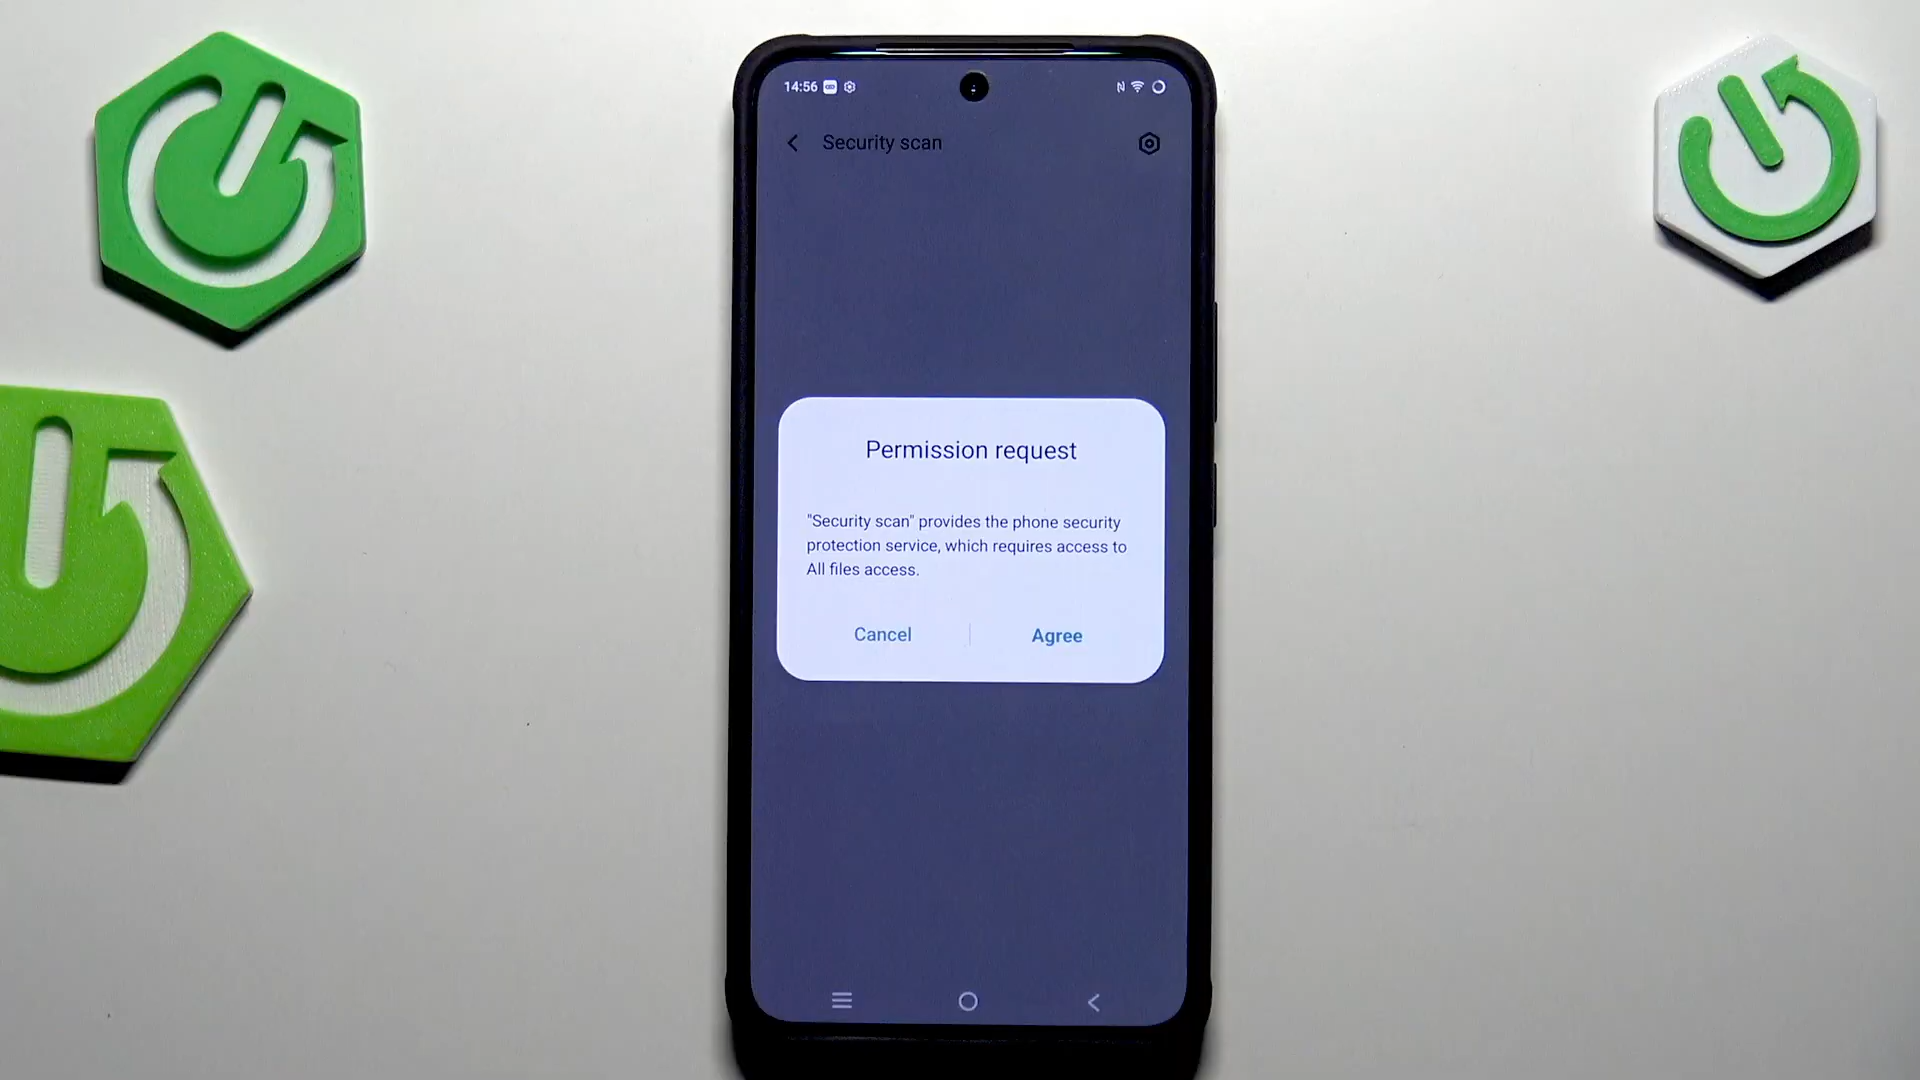 14:56
Security scan
Permission request
"Security scan" provides the phone security
protection service, which requires access to
All files access.
Cancel
Agree